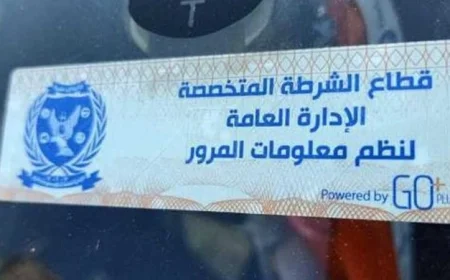 قطاع الشرطة المتخصصة
الإدارة العامة
لنظم معلومات المرور
Powered by GO+
T